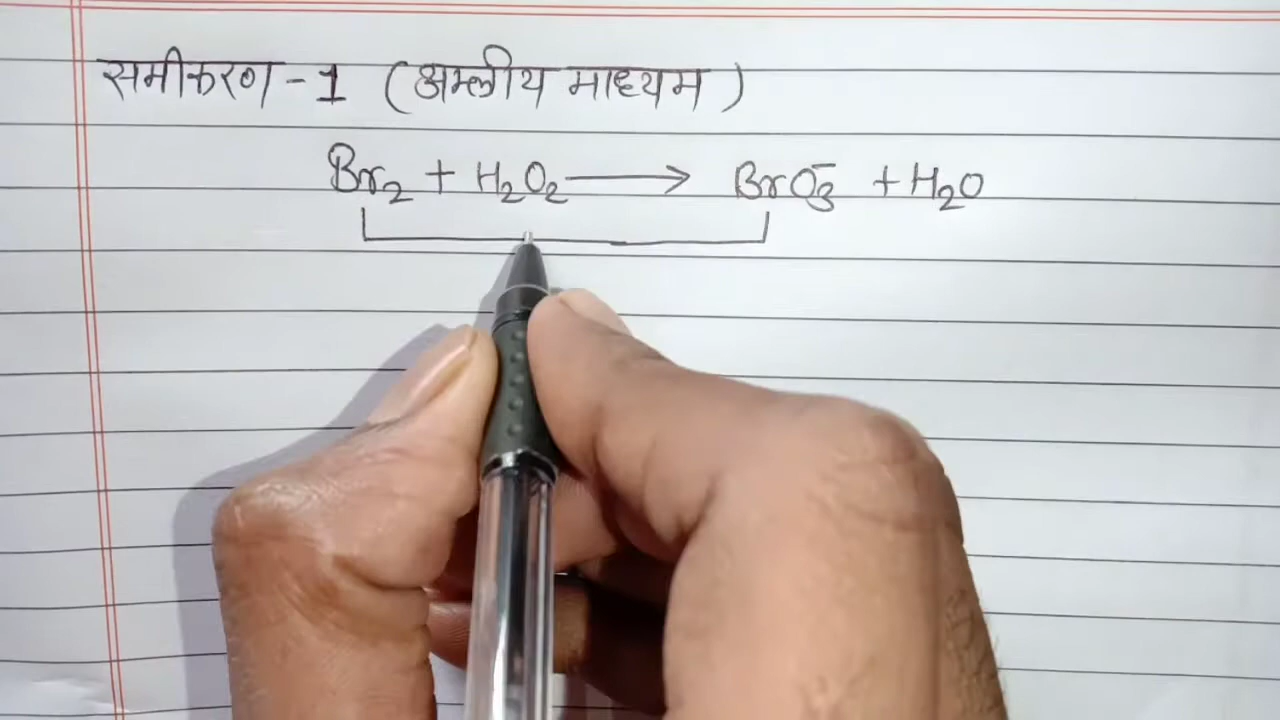 समीकरण - 1 (अम्लीय माध्यम)
Br₂ + H₂O₂ ⟶ BrO₃⁻ + H₂O